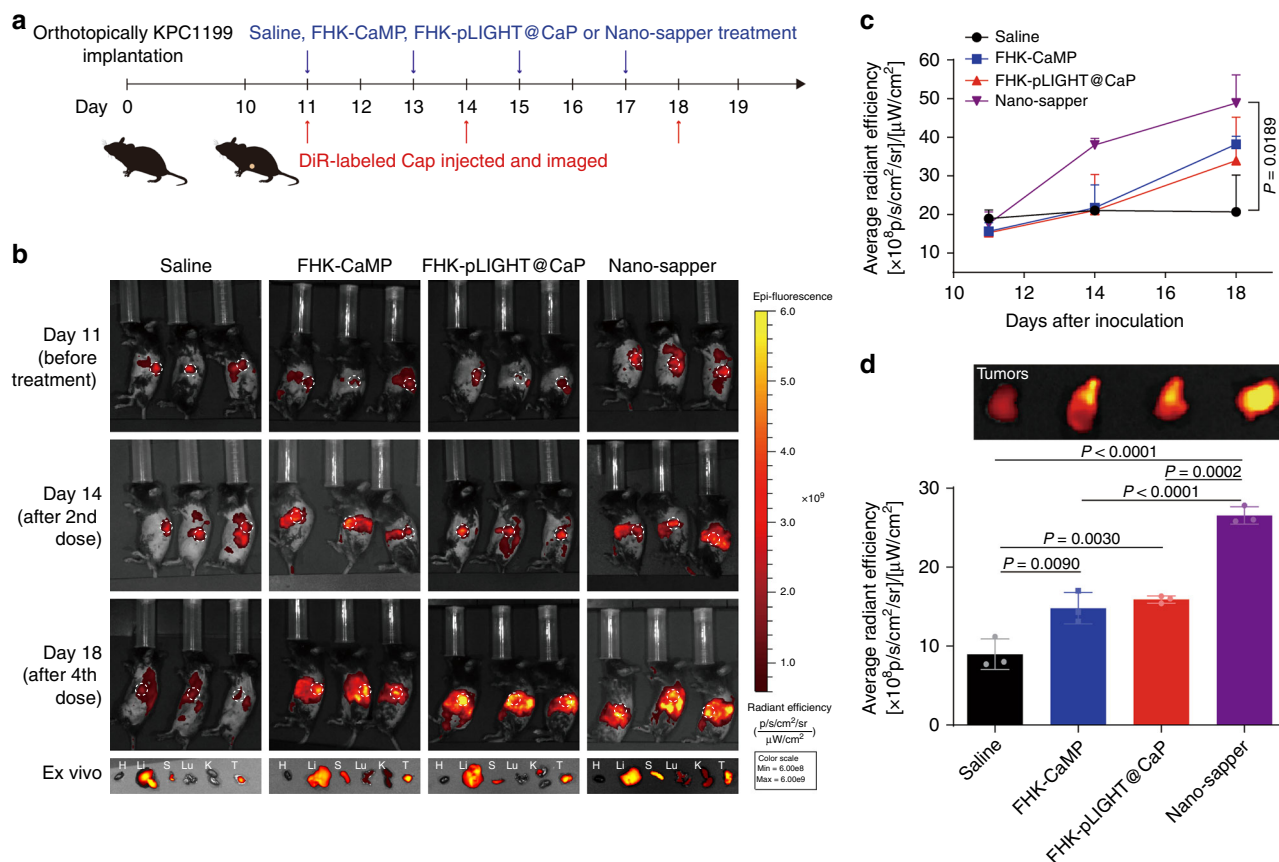 a
Orthotopically KPC1199
implantation
Saline, FHK-CaMP, FHK-pLIGHT@CaP or Nano-sapper treatment
Day
0 10 11 12 13 14 15 17 18 19
DiR-labeled Cap injected and imaged
b
Saline FHK-CaMP FHK-pLIGHT@CaP Nano-sapper
Day 11
(before
treatment)
Day 14
(after 2nd
dose)
Day 18
(after 4th
dose)
Ex vivo
H Li S Lu K T
H Li S Lu K T
H Li S Lu K T
H Li S Lu K T
Epi-fluorescence
6.0
5.0
4.0
×10⁹
3.0
2.0
1.0
Radiant efficiency
(p/s/cm²/sr
μW/cm²)
Color scale
Min = 6.00e8
Max = 6.00e9
c
Saline
FHK-CaMP
FHK-pLIGHT@CaP
Nano-sapper
Average radiant efficiency
[×10⁸p/s/cm²/sr]/[μW/cm²]
60
50
40
30
20
10
10 12 14 16 18
Days after inoculation
P = 0.0189
d
Tumors
P < 0.0001
P = 0.0002
P < 0.0001
P = 0.0030
P = 0.0090
Average radiant efficiency
[×10⁸p/s/cm²/sr]/[μW/cm²]
30
20
10
0
Saline
FHK-CaMP
FHK-pLIGHT@CaP
Nano-sapper